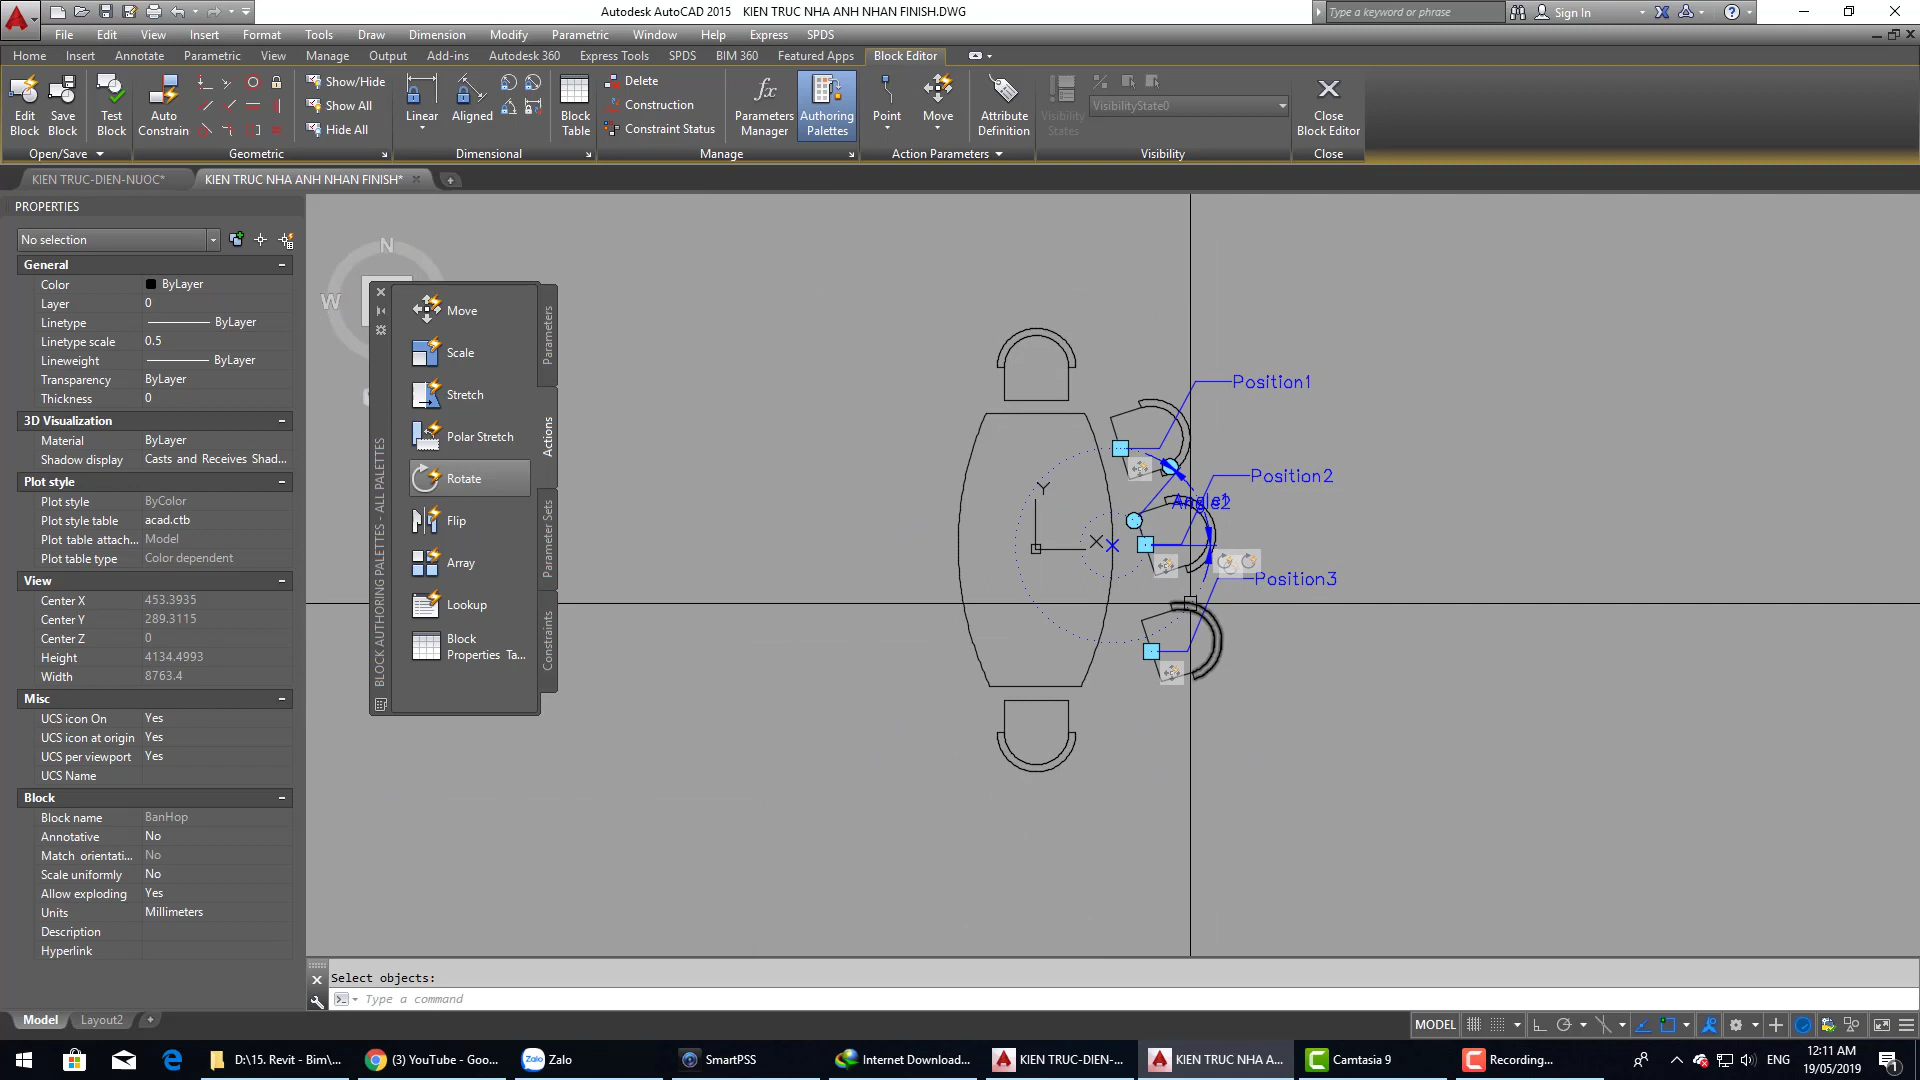 Autodesk AutoCAD 2015 KIEN TRUC NHA ANH NHAN FINISH.DWG
Type a keyword or phrase
Sign In
File Edit View Insert Format Tools Draw Dimension Modify Parametric Window Help Express SPDS
Home Insert Annotate Parametric View Manage Output Add-ins Autodesk 360 Express Tools SPDS BIM 360 Featured Apps Block Editor
Edit Block
Save Block
Test Block
Auto Constrain
Show/Hide
Show All
Hide All
Linear
Aligned
Block Table
Delete
Construction
Constraint Status
Parameters Manager
Authoring Palettes
Point
Move
Attribute Definition
Visibility States
VisibilityState0
Close Block Editor
Open/Save
Geometric
Dimensional
Manage
Action Parameters
Visibility
Close
KIEN TRUC-DIEN-NUOC*
KIEN TRUC NHA ANH NHAN FINISH*
PROPERTIES
No selection
General
Color ByLayer
Layer 0
Linetype ByLayer
Linetype scale 0.5
Lineweight ByLayer
Transparency ByLayer
Thickness 0
3D Visualization
Material ByLayer
Shadow display Casts and Receives Shad...
Plot style
Plot style ByColor
Plot style table acad.ctb
Plot table attach... Model
Plot table type Color dependent
View
Center X 453.3935
Center Y 289.3115
Center Z 0
Height 4134.4993
Width 8763.4
Misc
UCS icon On Yes
UCS icon at origin Yes
UCS per viewport Yes
UCS Name
Block
Block name BanHop
Annotative No
Match orientati... No
Scale uniformly No
Allow exploding Yes
Units Millimeters
Description
Hyperlink
N
W
Move
Scale
Stretch
Polar Stretch
Rotate
Flip
Array
Lookup
Block
Properties Ta...
Parameters
Actions
Parameter Sets
Constraints
BLOCK AUTHORING PALETTES - ALL PALETTES
Position1
Position2
Angle2
Position3
Y
X
Select objects:
Type a command
Model Layout2
MODEL
D:\15. Revit - Bim\...
(3) YouTube - Goo...
Zalo
SmartPSS
Internet Download...
KIEN TRUC-DIEN-...
KIEN TRUC NHA A...
Camtasia 9
Recording...
ENG
12:11 AM
19/05/2019
1